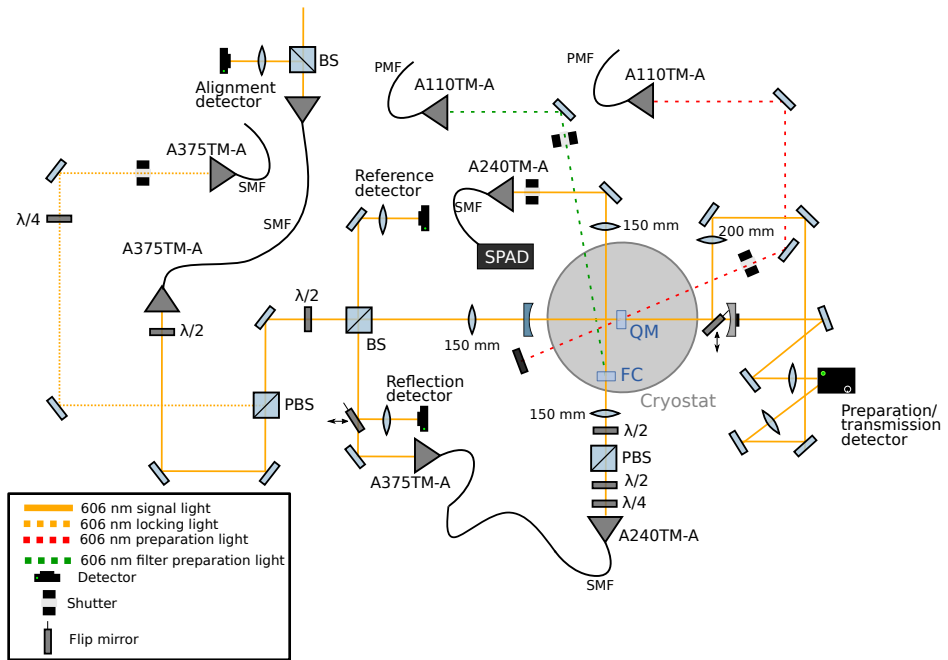 BS
Alignment
detector
PMF
A110TM-A
PMF
A110TM-A
A375TM-A
SMF
λ/4
A240TM-A
SMF
Reference
detector
SMF
150 mm
200 mm
A375TM-A
SPAD
λ/2
λ/2
BS
150 mm
QM
FC
Cryostat
Reflection
detector
PBS
150 mm
λ/2
PBS
λ/2
λ/4
Preparation/
transmission
detector
A375TM-A
A240TM-A
SMF
606 nm signal light
606 nm locking light
606 nm preparation light
606 nm filter preparation light
Detector
Shutter
Flip mirror